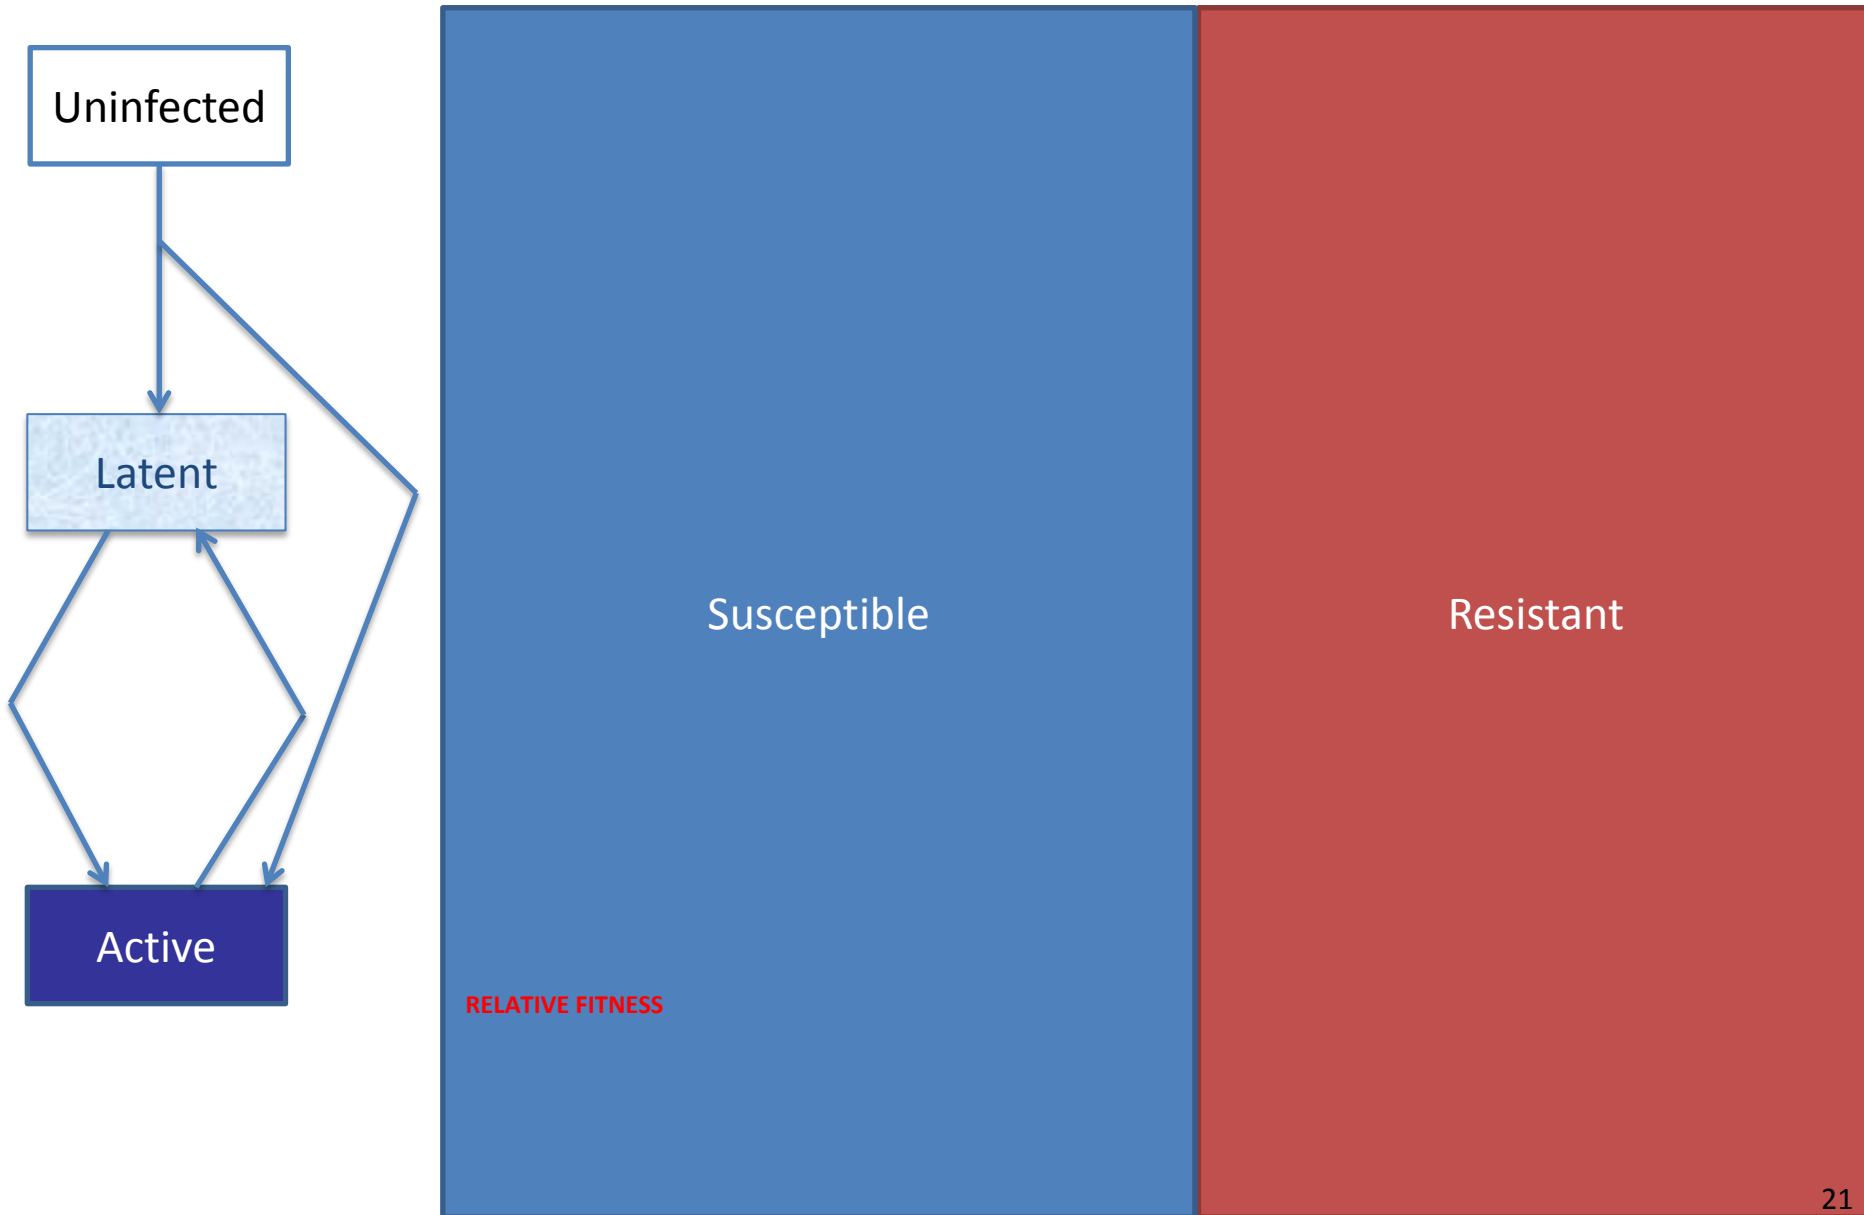 Uninfected
Latent
Active
Susceptible
Resistant
RELATIVE FITNESS
21